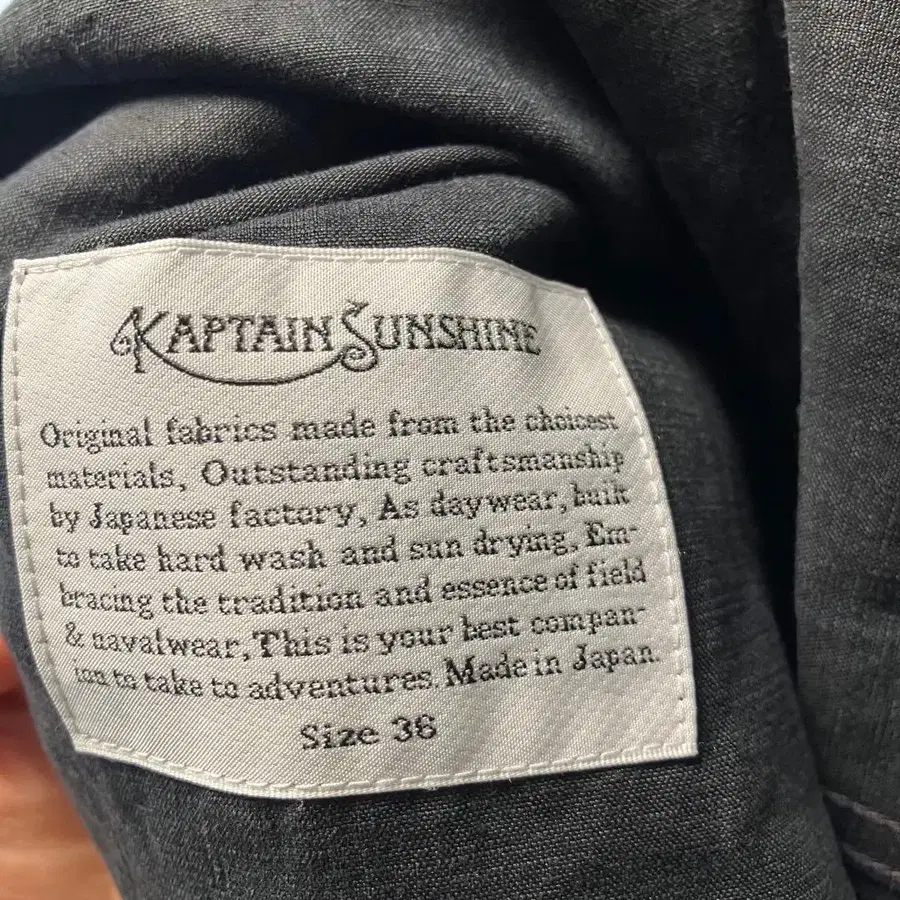 KAPTAIN SUNSHINE
Original fabrics made from the choicest
materials, Outstanding craftsmanship
by Japanese factory, As daywear, built
to take hard wash and sun drying, Em-
bracing the tradition and essence of field
& navalwear, This is your best compan-
ion to take to adventures. Made in Japan.
Size 36